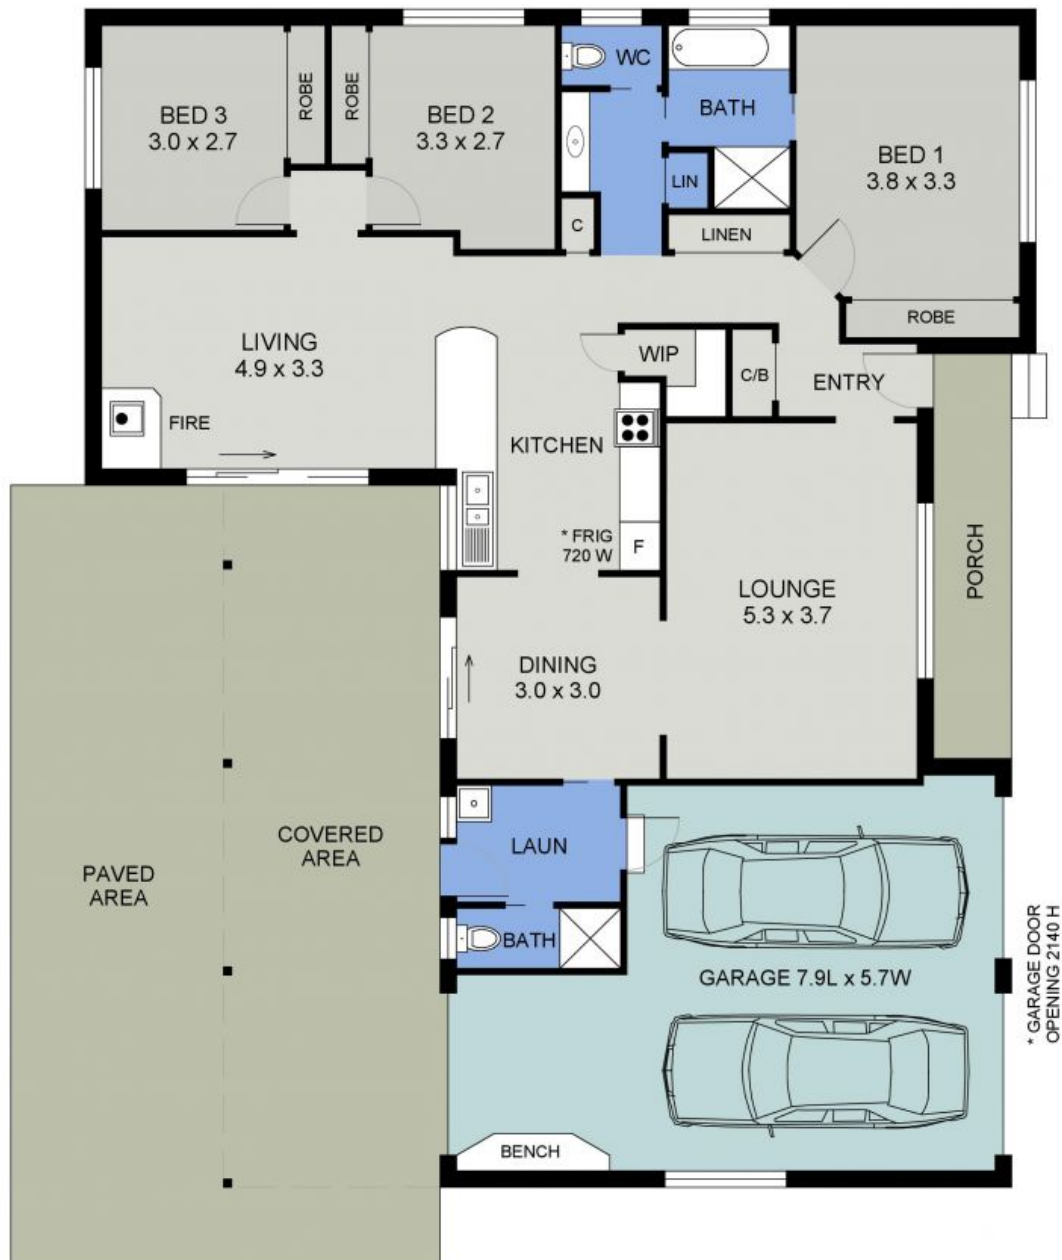 BED 3
3.0 x 2.7
ROBE
ROBE
BED 2
3.3 x 2.7
WC
BATH
BED 1
3.8 x 3.3
LIN
C
LINEN
ROBE
LIVING
4.9 x 3.3
WIP
C/B
ENTRY
FIRE
KITCHEN
* FRIG
720 W
F
LOUNGE
5.3 x 3.7
PORCH
DINING
3.0 x 3.0
COVERED
AREA
PAVED
AREA
LAUN
BATH
GARAGE 7.9L x 5.7W
* GARAGE DOOR
OPENING 2140 H
BENCH